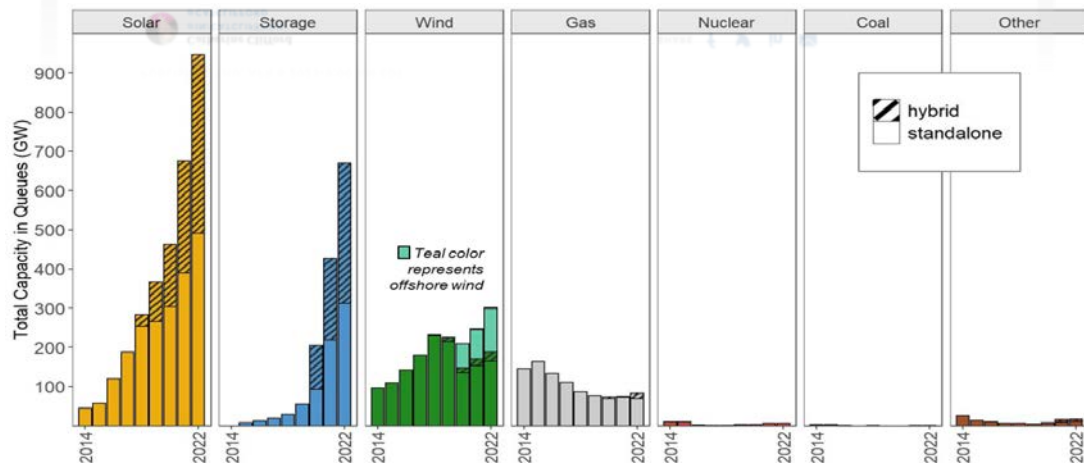 Solar Storage Wind Gas Nuclear Coal Other
Total Capacity in Queues (GW)
900
800
700
600
500
400
300
200
100
hybrid
standalone
Teal color
represents
offshore wind
2014 2022 2014 2022 2014 2022 2014 2022 2014 2022 2014 2022 2014 2022